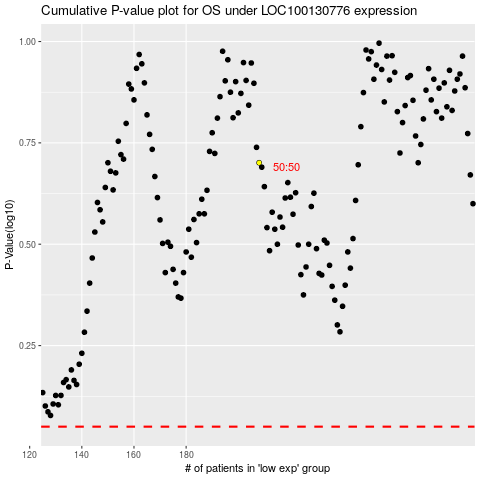 Cumulative P-value plot for OS under LOC100130776 expression
P-Value(log10)
1.00
0.75
0.50
0.25
50:50
120 140 160 180
# of patients in 'low exp' group